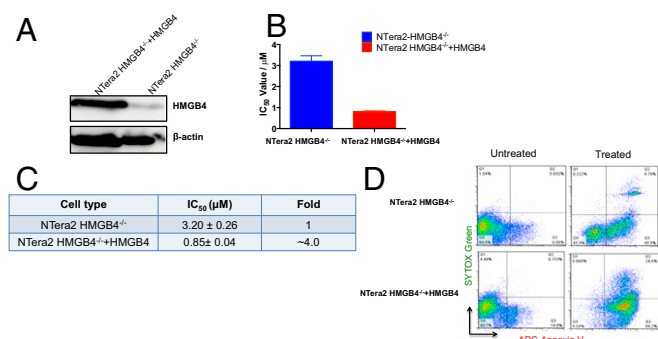 A
NTera2 HMGB4-/-+HMGB4
NTera2 HMGB4-/-
HMGB4
β-actin
B
NTera2-HMGB4-/-
NTera2 HMGB4-/-+HMGB4
IC50 Value / μM
4
3
2
1
0
NTera2 HMGB4-/-
NTera2 HMGB4-/-+HMGB4
C
Cell type
IC50 (μM)
Fold
NTera2 HMGB4-/-
3.20 ± 0.26
1
NTera2 HMGB4-/-+HMGB4
0.85± 0.04
~4.0
D
Untreated
Treated
NTera2 HMGB4-/-
NTera2 HMGB4-/-+HMGB4
SYTOX Green